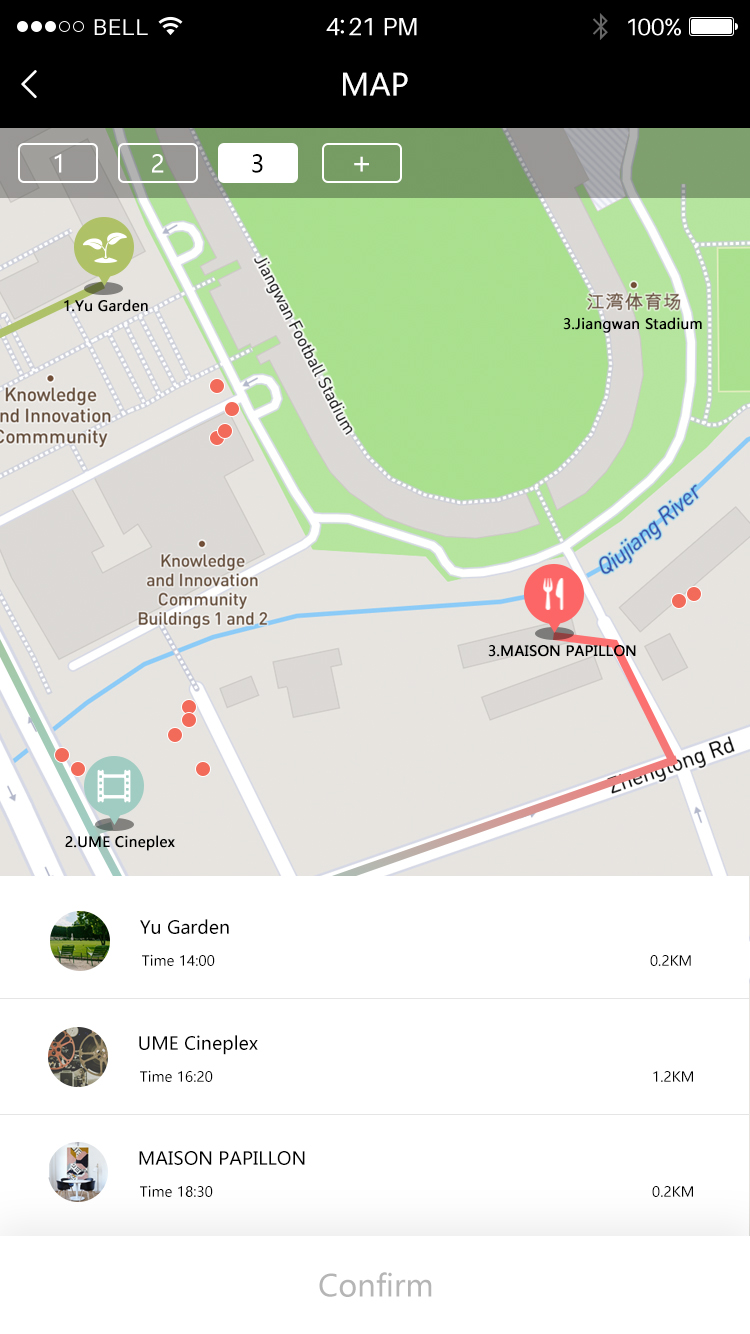 BELL
4:21 PM
100%
MAP
1
2
3
+
1.Yu Garden
Jiangwan Football Stadium
江湾体育场
3.Jiangwan Stadium
Knowledge
nd Innovation
Commmunity
Qiujiang River
Knowledge
and Innovation
Community
Buildings 1 and 2
3.MAISON PAPILLON
Zhengtong Rd
2.UME Cineplex
Yu Garden
Time 14:00
0.2KM
UME Cineplex
Time 16:20
1.2KM
MAISON PAPILLON
Time 18:30
0.2KM
Confirm